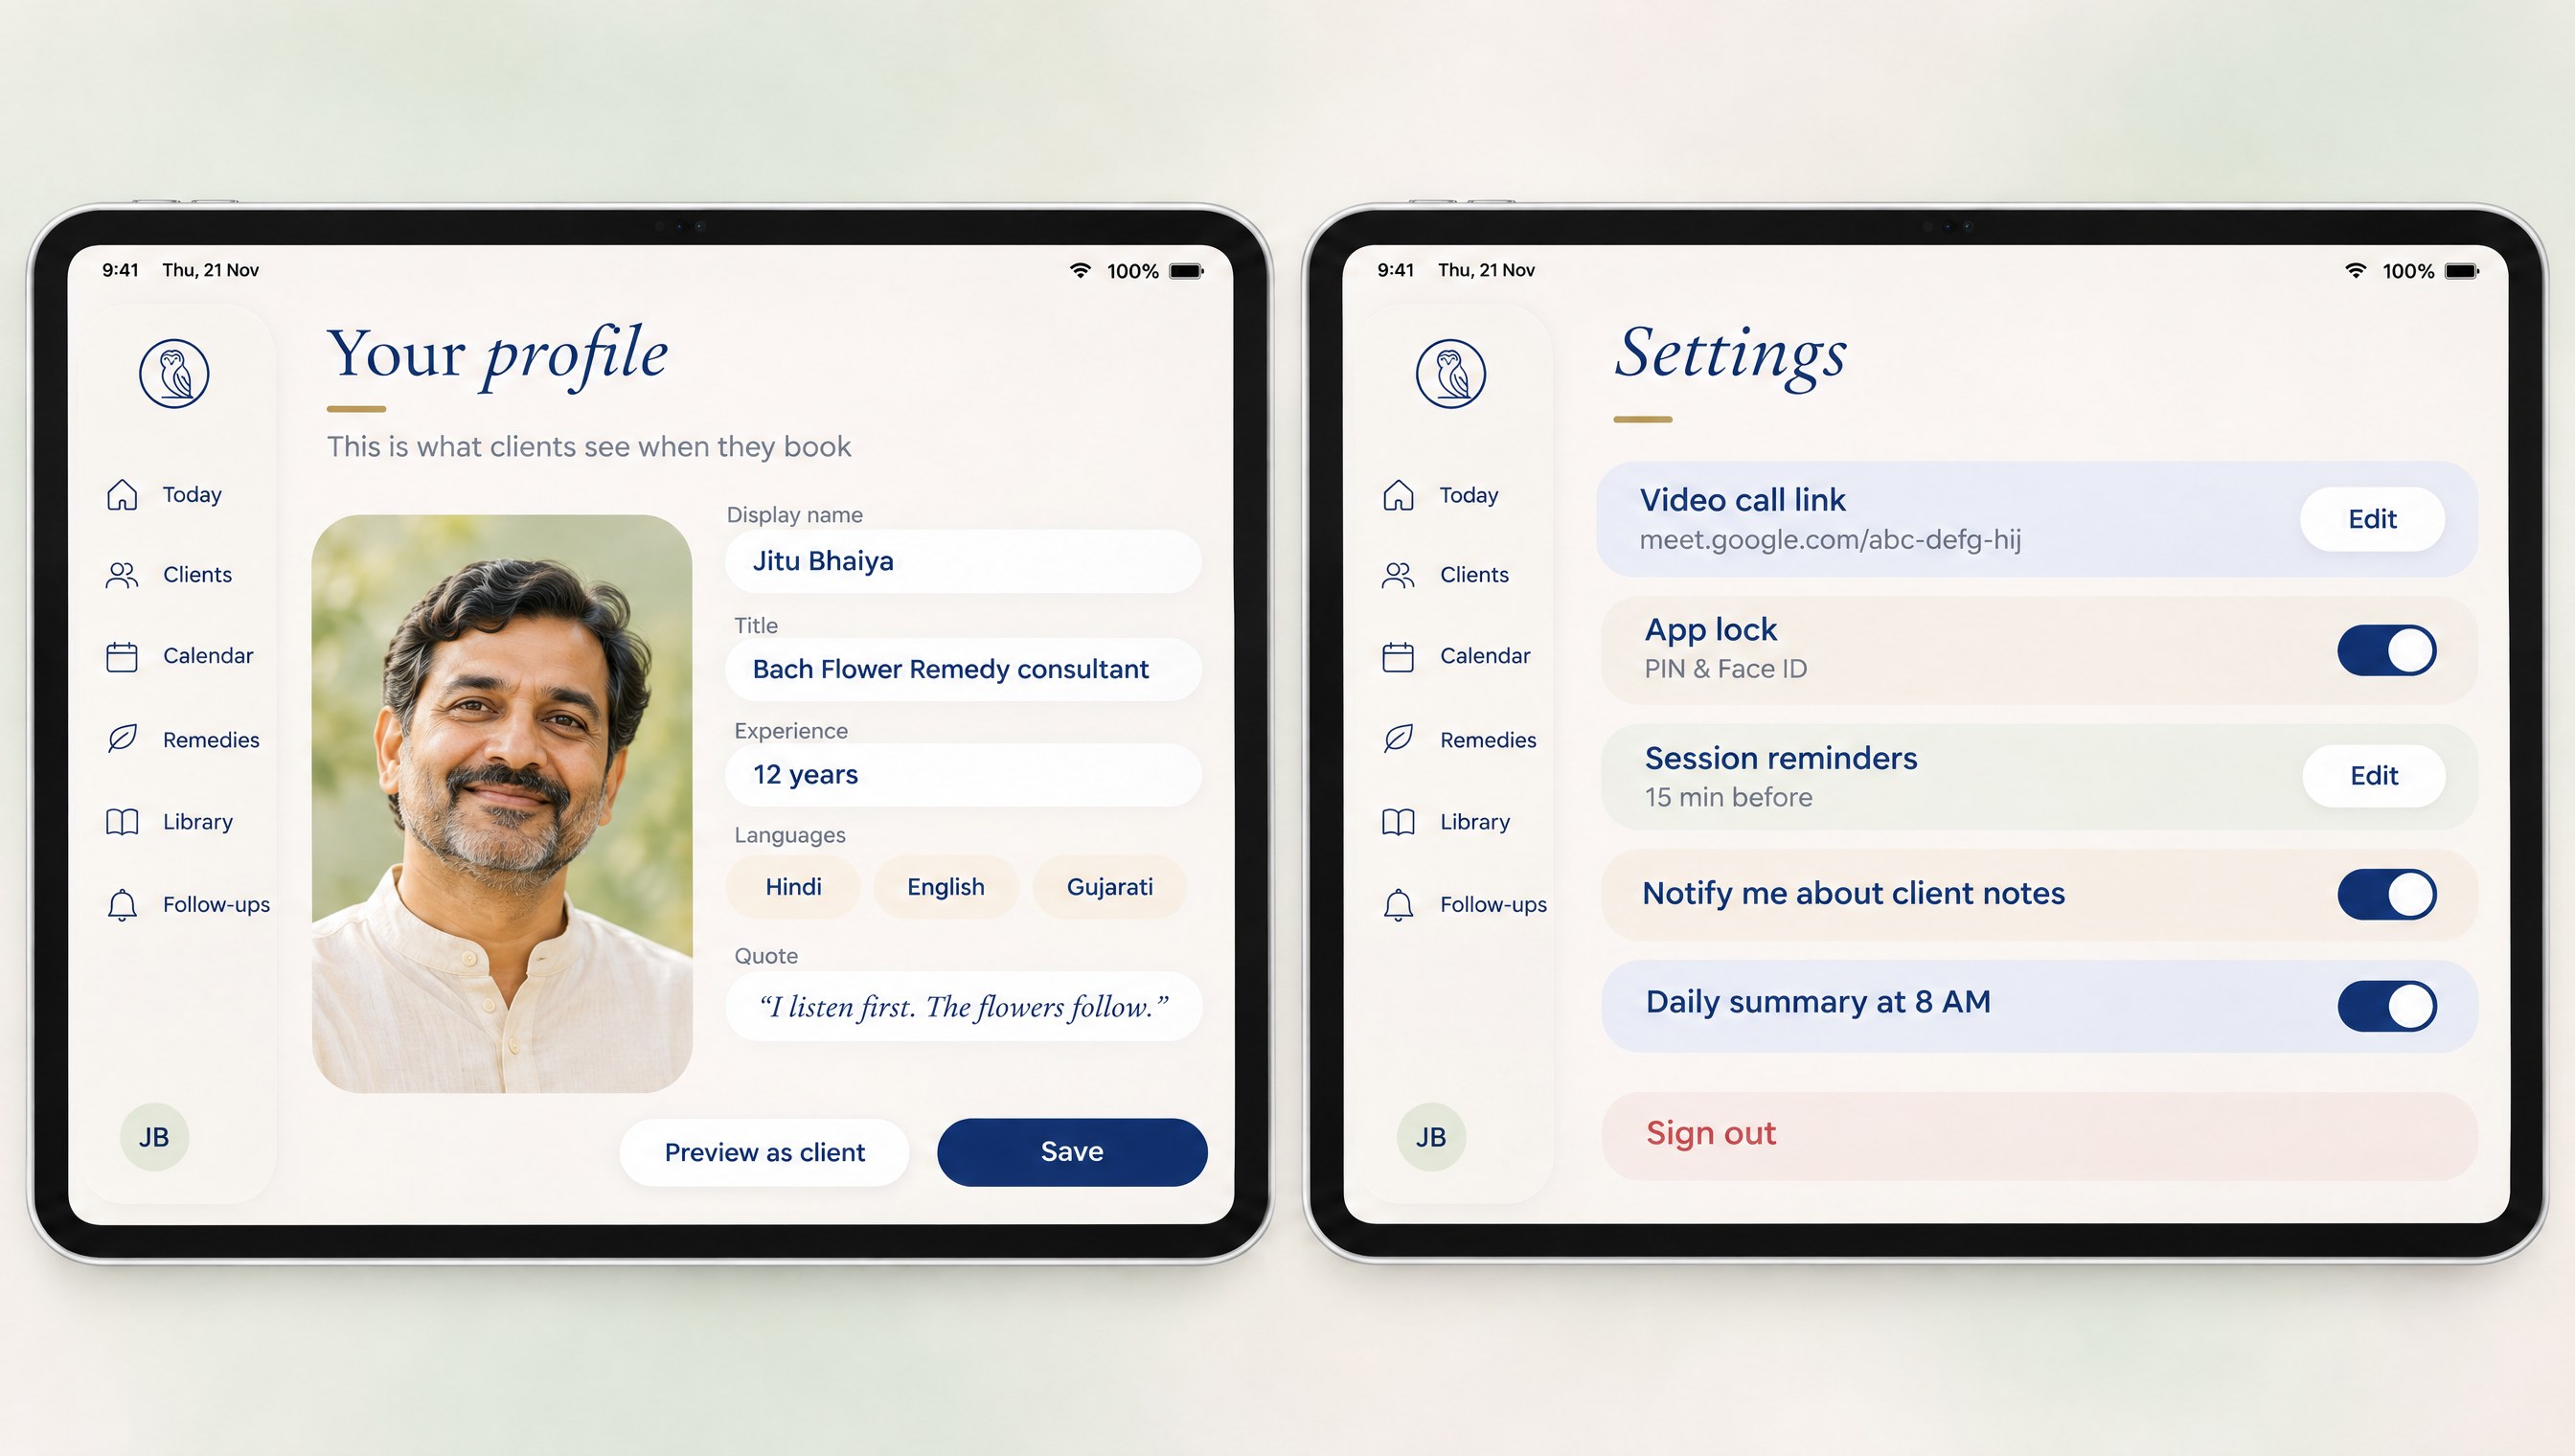 9:41 Thu, 21 Nov
100%
Your profile
This is what clients see when they book
Today
Clients
Calendar
Remedies
Library
Follow-ups
JB
Display name
Jitu Bhaiya
Title
Bach Flower Remedy consultant
Experience
12 years
Languages
Hindi English Gujarati
Quote
“I listen first. The flowers follow.”
Preview as client Save
9:41 Thu, 21 Nov
100%
Settings
Today
Clients
Calendar
Remedies
Library
Follow-ups
JB
Video call link
meet.google.com/abc-defg-hij
Edit
App lock
PIN & Face ID
Session reminders
15 min before
Edit
Notify me about client notes
Daily summary at 8 AM
Sign out